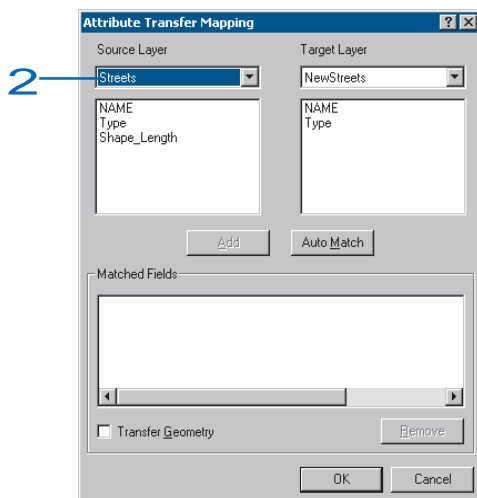 Attribute Transfer Mapping
Source Layer
Target Layer
2
Streets
NewStreets
NAME
Type
Shape_Length
NAME
Type
Add
Auto Match
Matched Fields
Transfer Geometry
Remove
OK
Cancel